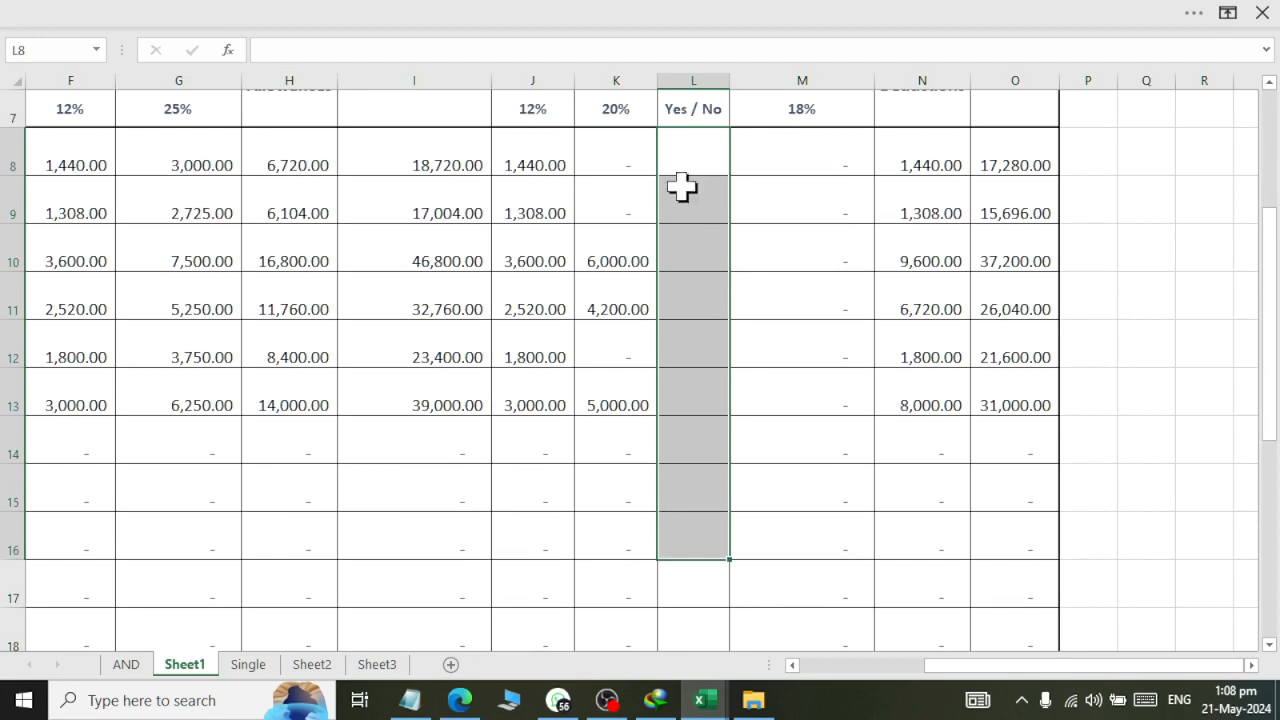 L8
fx
F G H I J K L M N O P Q R
7 12% 25% 12% 20% Yes / No 18%
8 1,440.00 3,000.00 6,720.00 18,720.00 1,440.00 - - 1,440.00 17,280.00
9 1,308.00 2,725.00 6,104.00 17,004.00 1,308.00 - - 1,308.00 15,696.00
10 3,600.00 7,500.00 16,800.00 46,800.00 3,600.00 6,000.00 - 9,600.00 37,200.00
11 2,520.00 5,250.00 11,760.00 32,760.00 2,520.00 4,200.00 - 6,720.00 26,040.00
12 1,800.00 3,750.00 8,400.00 23,400.00 1,800.00 - - 1,800.00 21,600.00
13 3,000.00 6,250.00 14,000.00 39,000.00 3,000.00 5,000.00 - 8,000.00 31,000.00
14 - - - - - - - - -
15 - - - - - - - - -
16 - - - - - - - - -
17 - - - - - - - - -
18 - - - - - - - - -
AND Sheet1 Single Sheet2 Sheet3
Type here to search 56 ENG 1:08 pm
21-May-2024